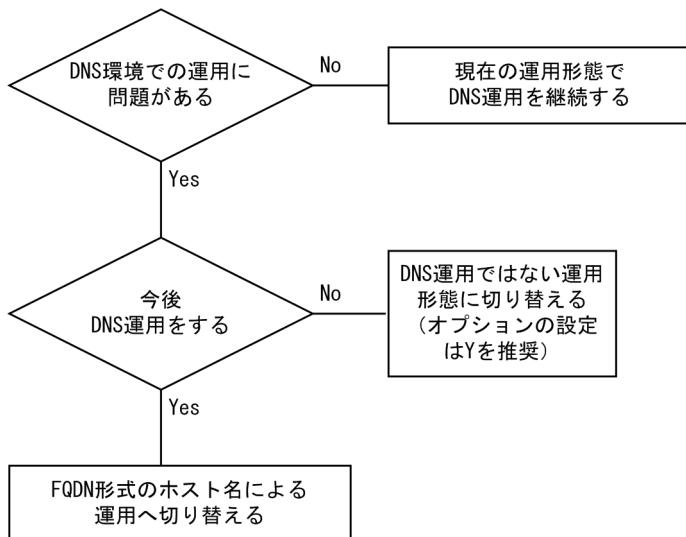 DNS環境での運用に
問題がある
No
現在の運用形態で
DNS運用を継続する
Yes
今後
DNS運用をする
No
DNS運用ではない運用
形態に切り替える
（オプションの設定
はYを推奨）
Yes
FQDN形式のホスト名による
運用へ切り替える